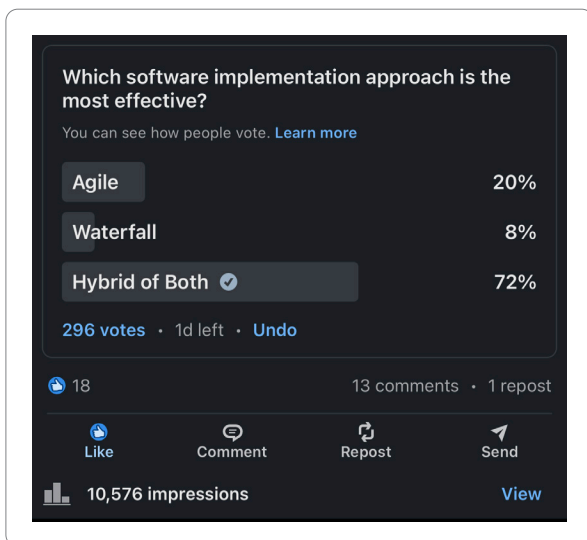 Which software implementation approach is the
most effective?
You can see how people vote. Learn more
Agile 20%
Waterfall 8%
Hybrid of Both 72%
296 votes • 1d left • Undo
18 13 comments • 1 repost
Like Comment Repost Send
10,576 impressions View